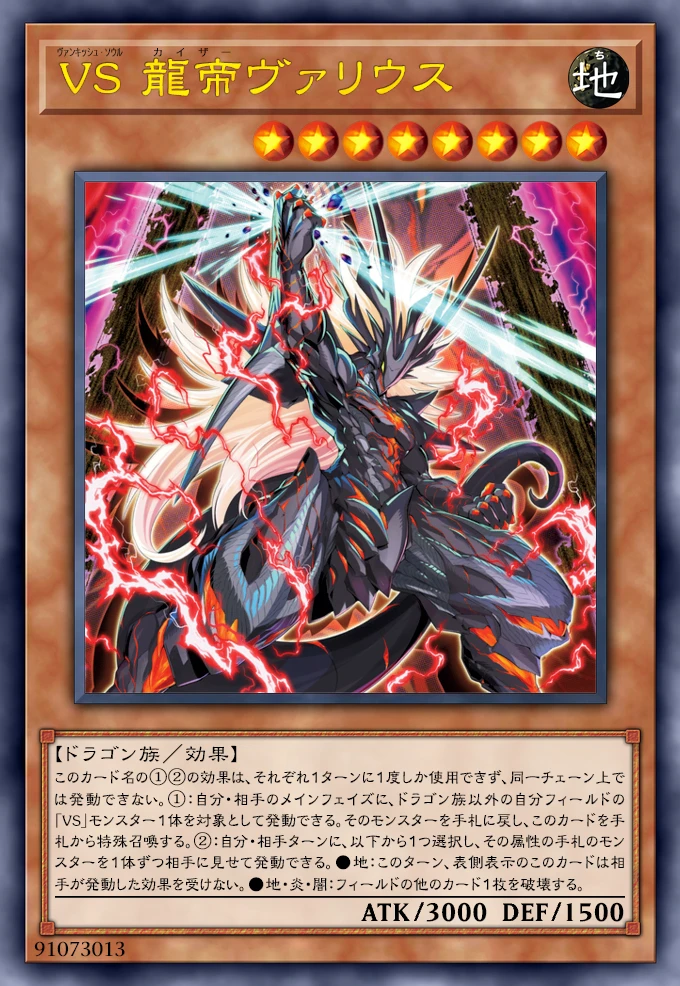 ヴァンキッシュ・ソウル カイザー
VS 龍帝ヴァリウス
ち
地
【ドラゴン族／効果】
このカード名の①②の効果は、それぞれ1ターンに1度しか使用できず、同一チェーン上で
は発動できない。①：自分・相手のメインフェイズに、ドラゴン族以外の自分フィールドの
「VS」モンスター1体を対象として発動できる。そのモンスターを手札に戻し、このカードを手
札から特殊召喚する。②：自分・相手ターンに、以下から1つ選択し、その属性の手札のモン
スターを1体ずつ相手に見せて発動できる。●地：このターン、表側表示のこのカードは相
手が発動した効果を受けない。●地・炎・闇：フィールドの他のカード1枚を破壊する。
ATK/3000 DEF/1500
91073013